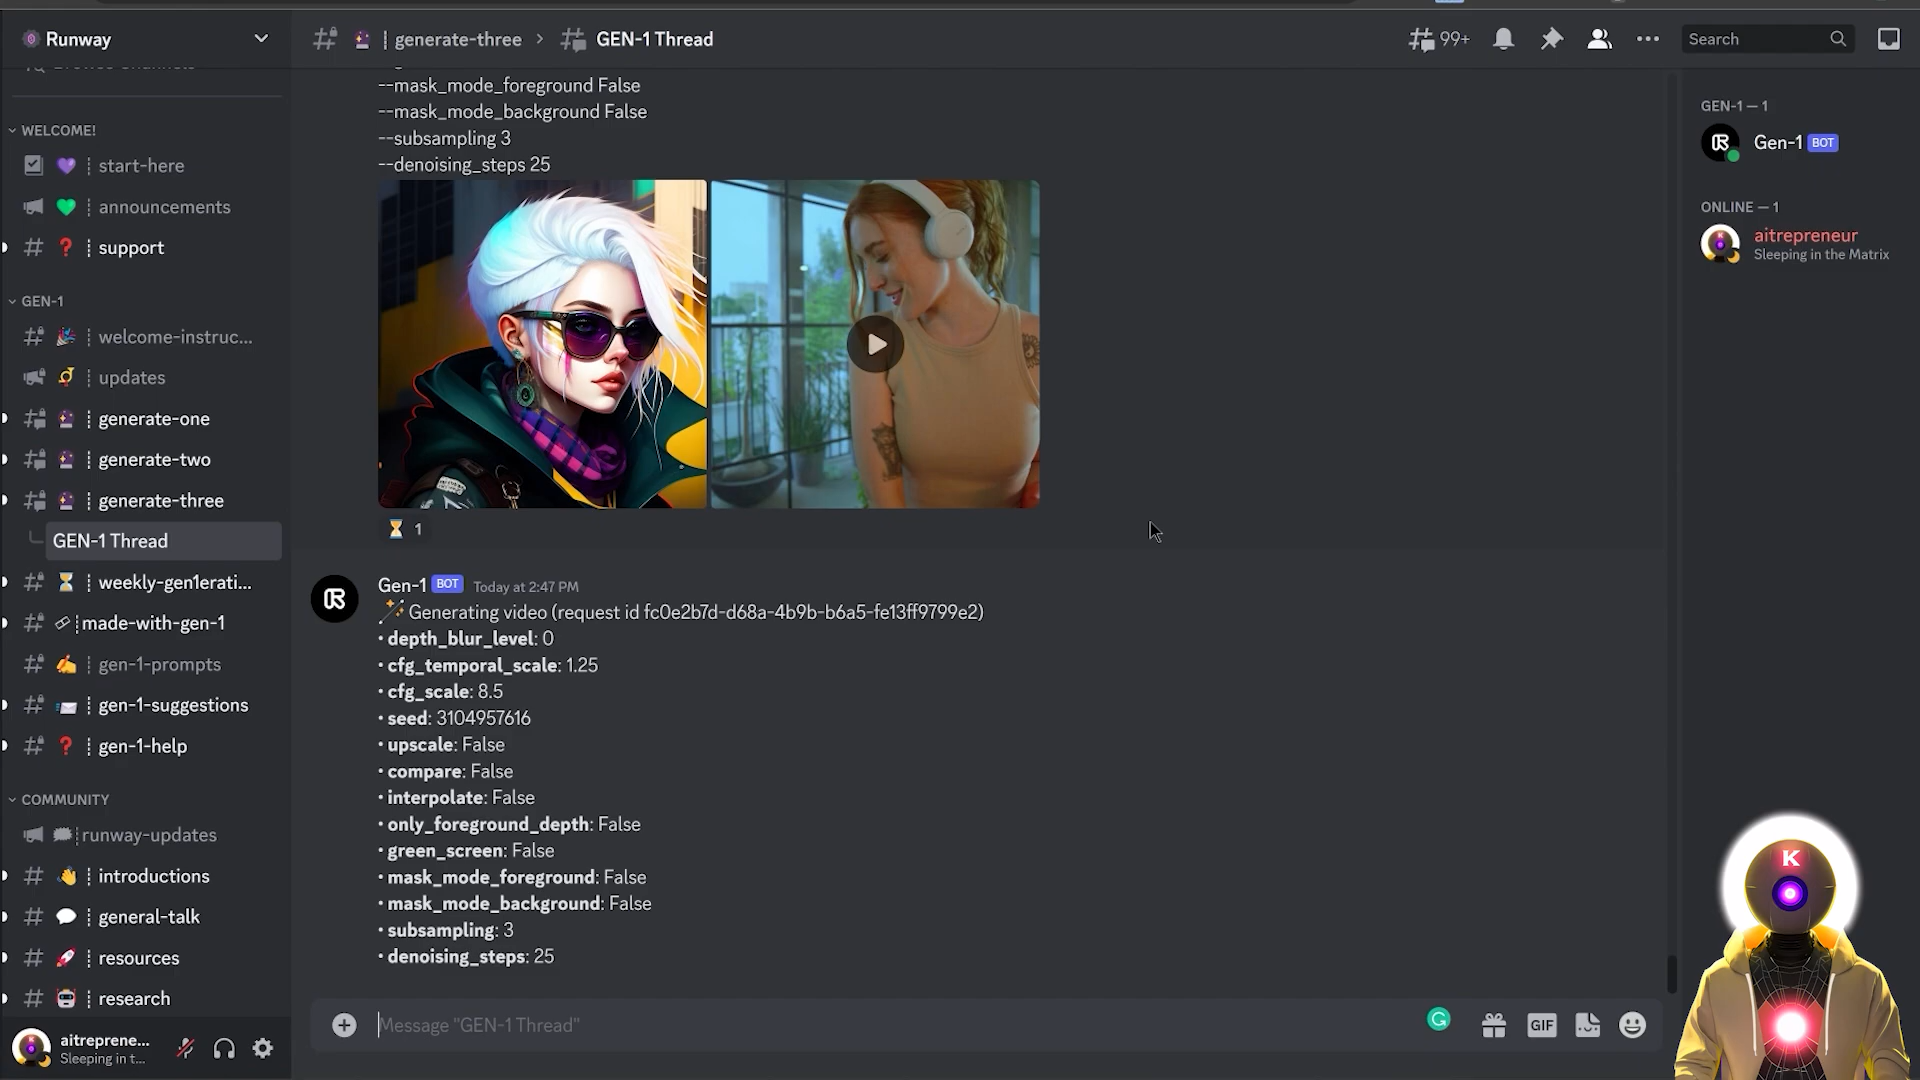 Runway
| generate-three > GEN-1 Thread
99+
Search
Browse Channels
WELCOME!
start-here
announcements
support
GEN-1
welcome-instruc...
updates
generate-one
generate-two
generate-three
GEN-1 Thread
weekly-gen1erati...
made-with-gen-1
gen-1-prompts
gen-1-suggestions
gen-1-help
COMMUNITY
runway-updates
introductions
general-talk
resources
research
aitreprene...
Sleeping in t...
--mask_mode_foreground False
--mask_mode_background False
--subsampling 3
--denoising_steps 25
1
Gen-1 BOT Today at 2:47 PM
Generating video (request id fc0e2b7d-d68a-4b9b-b6a5-fe13ff9799e2)
• depth_blur_level: 0
• cfg_temporal_scale: 1.25
• cfg_scale: 8.5
• seed: 3104957616
• upscale: False
• compare: False
• interpolate: False
• only_foreground_depth: False
• green_screen: False
• mask_mode_foreground: False
• mask_mode_background: False
• subsampling: 3
• denoising_steps: 25
Message "GEN-1 Thread"
GIF
GEN-1 — 1
Gen-1 BOT
ONLINE — 1
aitrepreneur
Sleeping in the Matrix
K